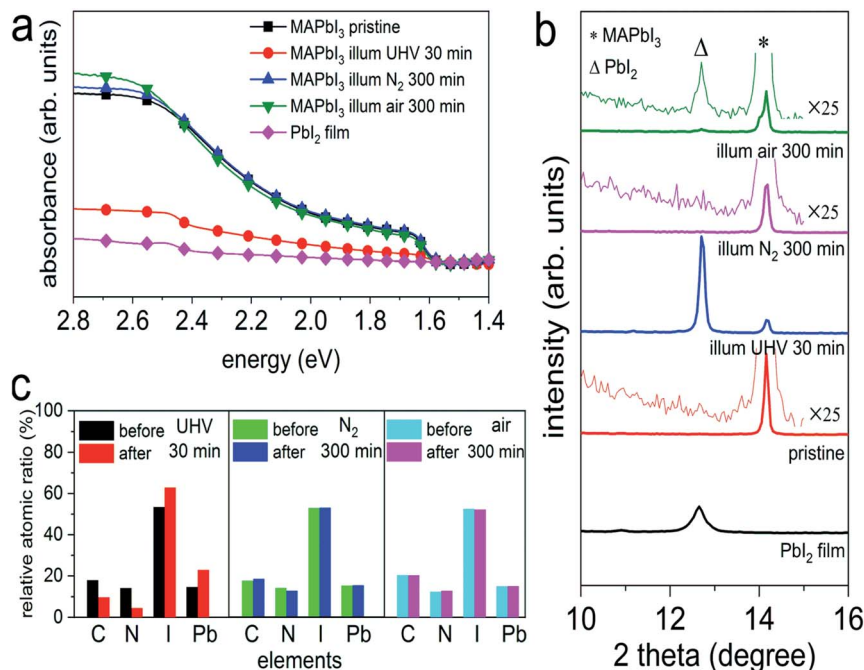 a
absorbance (arb. units)
MAPbI₃ pristine
MAPbI₃ illum UHV 30 min
MAPbI₃ illum N₂ 300 min
MAPbI₃ illum air 300 min
PbI₂ film
2.8 2.6 2.4 2.2 2.0 1.8 1.6 1.4
energy (eV)
b
intensity (arb. units)
* MAPbI₃
Δ PbI₂
Δ
*
×25
illum air 300 min
×25
illum N₂ 300 min
illum UHV 30 min
×25
pristine
PbI₂ film
10 12 14 16
2 theta (degree)
c
relative atomic ratio (%)
100
80
60
40
20
0
before UHV
after 30 min
before N₂
after 300 min
before air
after 300 min
C N I Pb C N I Pb C N I Pb
elements